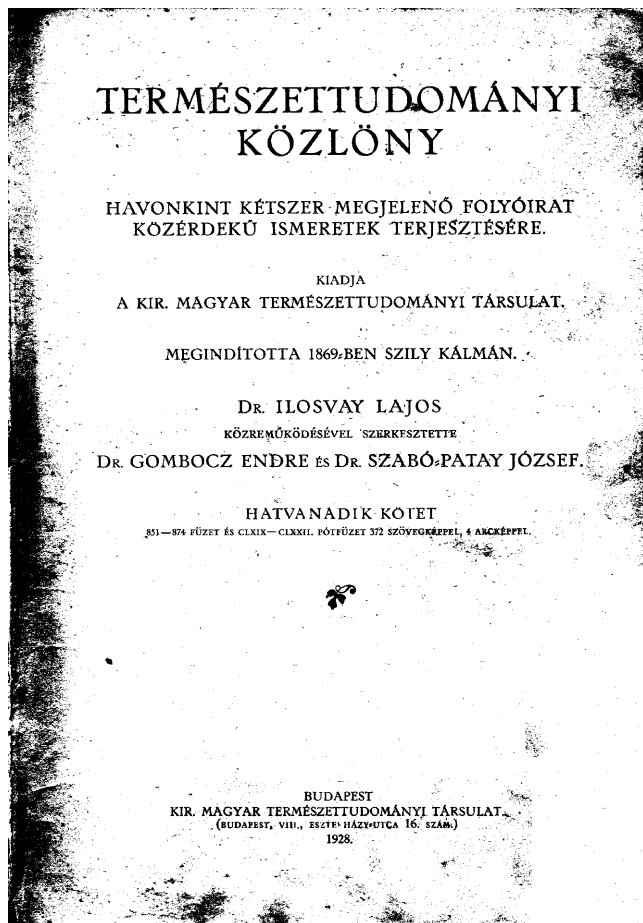 TERMÉSZETTUDOMÁNYI
KÖZLÖNY
HAVONKINT KÉTSZER MEGJELENŐ FOLYÓIRAT
KÖZÉRDEKŰ ISMERETEK TERJESZTÉSÉRE.
KIADJA
A KIR. MAGYAR TERMÉSZETTUDOMÁNYI TÁRSULAT.
MEGINDÍTOTTA 1869-BEN SZILY KÁLMÁN.
DR. ILOSVAY LAJOS
KÖZREMŰKÖDÉSÉVEL SZERKESZTETTE
DR. GOMBOCZ ENDRE ÉS DR. SZABÓ-PATAY JÓZSEF.
HATVANADIK KÖTET
851—874 FÜZET ÉS CLXIX—CLXXII. PÓTFÜZET 372 SZÖVEGKÉPPEL, 4 ARCKÉPPEL.
BUDAPEST
KIR. MAGYAR TERMÉSZETTUDOMÁNYI TÁRSULAT.
(BUDAPEST, VIII., ESZTERHÁZY-UTCA 16. SZÁM.)
1928.